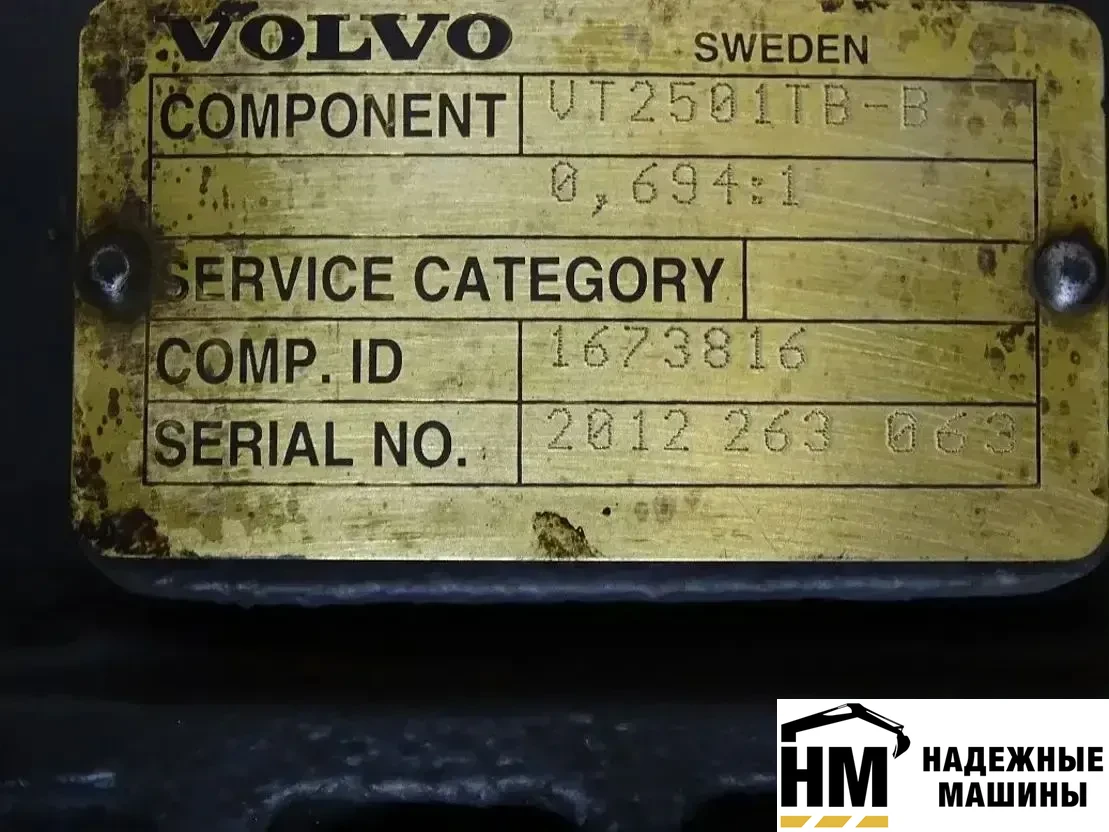 VOLVO SWEDEN
COMPONENT VT2501TB-B
0,694:1
SERVICE CATEGORY
COMP. ID 1673816
SERIAL NO. 2012 263 063
НМ НАДЕЖНЫЕ
МАШИНЫ